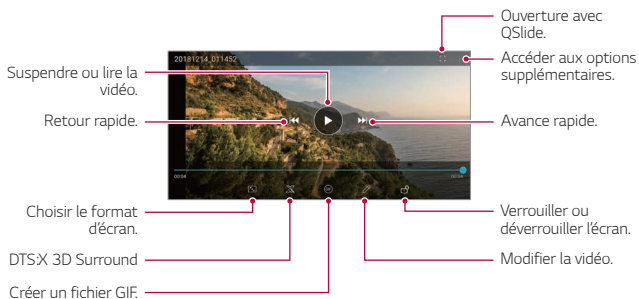 Ouverture avec
QSlide.
20181214_011452
Accéder aux options
supplémentaires.
Suspendre ou lire la
vidéo.
Retour rapide.
Avance rapide.
00:04
00:04
GIF
Choisir le format
d'écran.
Verrouiller ou
déverrouiller l'écran.
DTS:X 3D Surround
Modifier la vidéo.
Créer un fichier GIF.